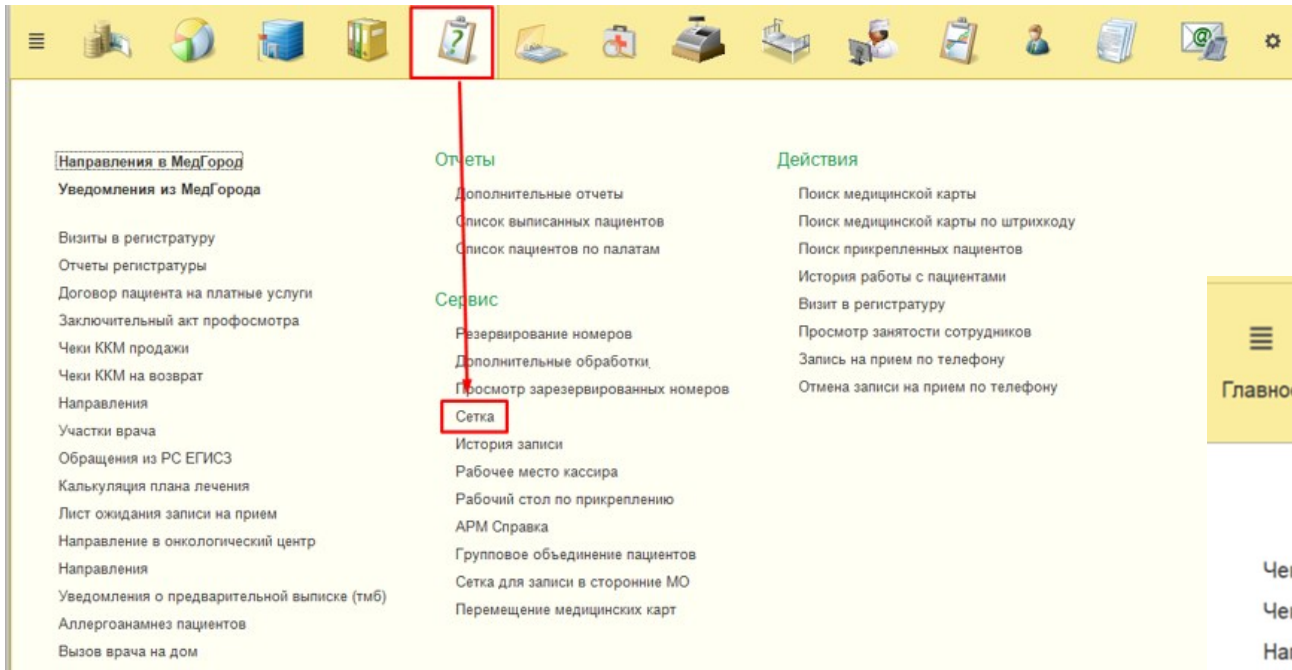 Направления в МедГород
Уведомления из МедГорода
Визиты в регистратуру
Отчеты регистратуры
Договор пациента на платные услуги
Заключительный акт профосмотра
Чеки ККМ продажи
Чеки ККМ на возврат
Направления
Участки врача
Обращения из РС ЕГИСЗ
Калькуляция плана лечения
Лист ожидания записи на прием
Направление в онкологический центр
Направления
Уведомления о предварительной выписке (тмб)
Аллергоанамнез пациентов
Вызов врача на дом
Отчеты
Дополнительные отчеты
Список выписанных пациентов
Список пациентов по палатам
Сервис
Резервирование номеров
Дополнительные обработки
Просмотр зарезервированных номеров
Сетка
История записи
Рабочее место кассира
Рабочий стол по прикреплению
АРМ Справка
Групповое объединение пациентов
Сетка для записи в сторонние МО
Перемещение медицинских карт
Действия
Поиск медицинской карты
Поиск медицинской карты по штрихкоду
Поиск прикрепленных пациентов
История работы с пациентами
Визит в регистратуру
Просмотр занятости сотрудников
Запись на прием по телефону
Отмена записи на прием по телефону